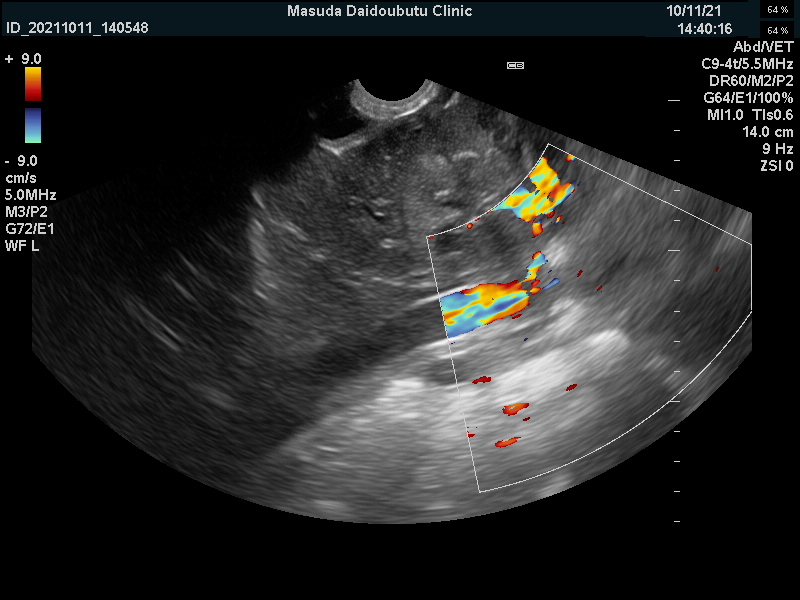 Masuda Daidoubutu Clinic
10/11/21
64 %
ID_20211011_140548
14:40:16
64 %
Abd/VET
C9-4t/5.5MHz
DR60/M2/P2
G64/E1/100%
MI1.0 TIs0.6
14.0 cm
9 Hz
ZSI 0
+ 9.0
- 9.0
cm/s
5.0MHz
M3/P2
G72/E1
WF L